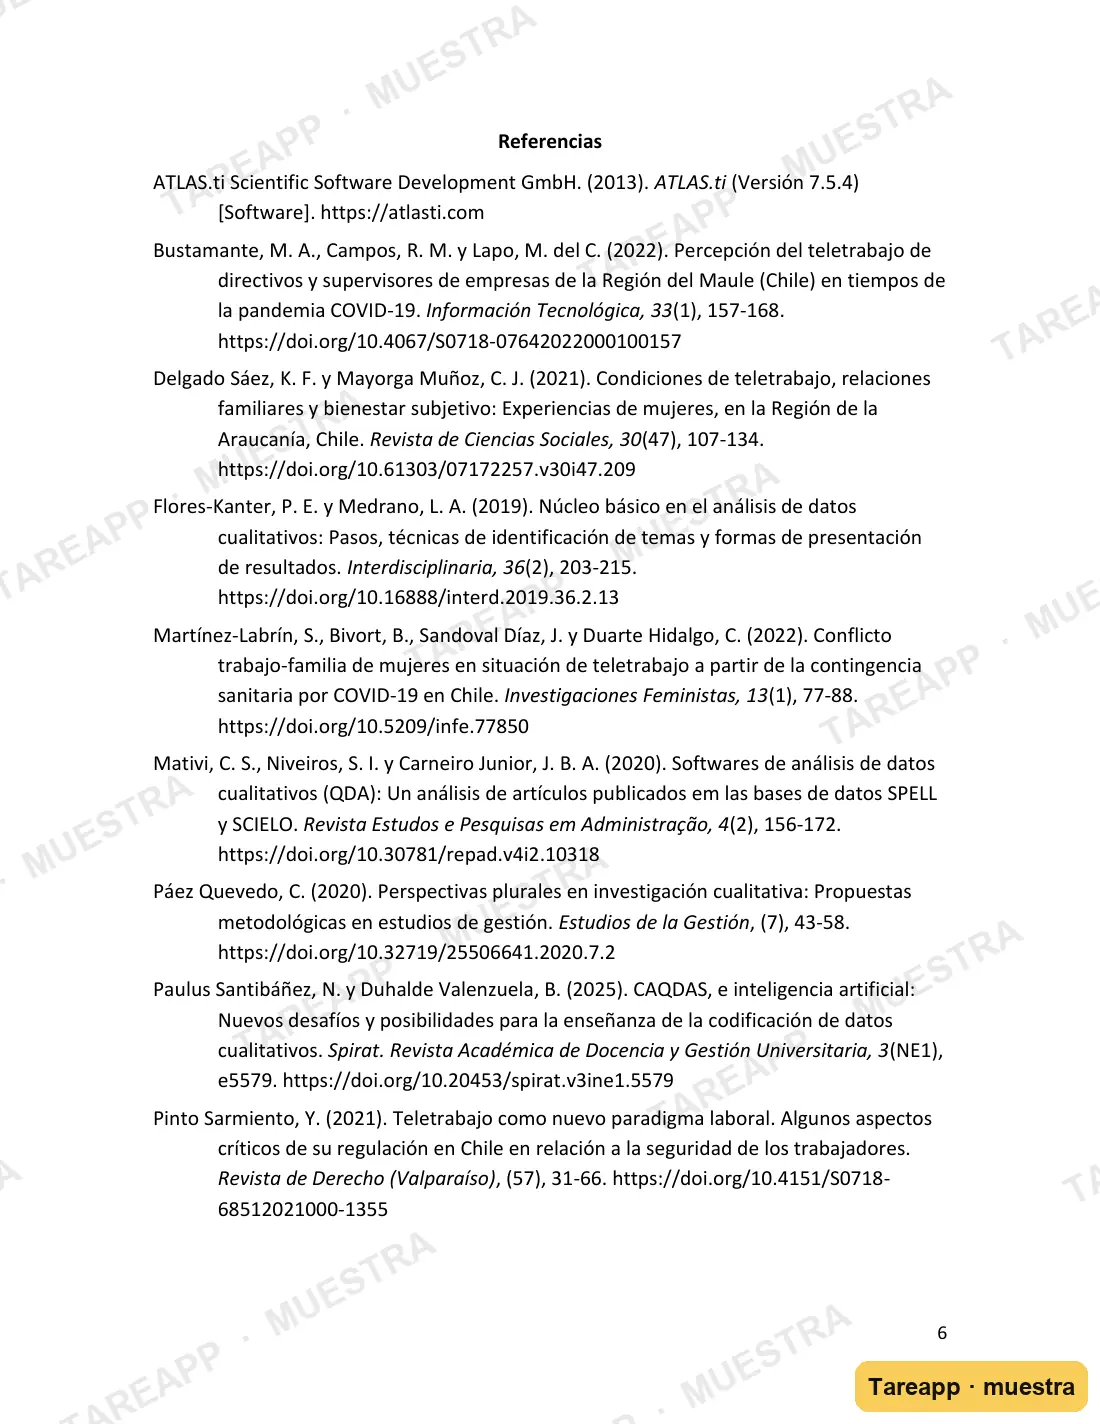 Referencias
ATLAS.ti Scientific Software Development GmbH. (2013). ATLAS.ti (Versión 7.5.4)
[Software]. https://atlasti.com
Bustamante, M. A., Campos, R. M. y Lapo, M. del C. (2022). Percepción del teletrabajo de
directivos y supervisores de empresas de la Región del Maule (Chile) en tiempos de
la pandemia COVID-19. Información Tecnológica, 33(1), 157-168.
https://doi.org/10.4067/S0718-07642022000100157
Delgado Sáez, K. F. y Mayorga Muñoz, C. J. (2021). Condiciones de teletrabajo, relaciones
familiares y bienestar subjetivo: Experiencias de mujeres, en la Región de la
Araucanía, Chile. Revista de Ciencias Sociales, 30(47), 107-134.
https://doi.org/10.61303/07172257.v30i47.209
Flores-Kanter, P. E. y Medrano, L. A. (2019). Núcleo básico en el análisis de datos
cualitativos: Pasos, técnicas de identificación de temas y formas de presentación
de resultados. Interdisciplinaria, 36(2), 203-215.
https://doi.org/10.16888/interd.2019.36.2.13
Martínez-Labrín, S., Bivort, B., Sandoval Díaz, J. y Duarte Hidalgo, C. (2022). Conflicto
trabajo-familia de mujeres en situación de teletrabajo a partir de la contingencia
sanitaria por COVID-19 en Chile. Investigaciones Feministas, 13(1), 77-88.
https://doi.org/10.5209/infe.77850
Mativi, C. S., Niveiros, S. I. y Carneiro Junior, J. B. A. (2020). Softwares de análisis de datos
cualitativos (QDA): Un análisis de artículos publicados em las bases de datos SPELL
y SCIELO. Revista Estudos e Pesquisas em Administração, 4(2), 156-172.
https://doi.org/10.30781/repad.v4i2.10318
Páez Quevedo, C. (2020). Perspectivas plurales en investigación cualitativa: Propuestas
metodológicas en estudios de gestión. Estudios de la Gestión, (7), 43-58.
https://doi.org/10.32719/25506641.2020.7.2
Paulus Santibáñez, N. y Duhalde Valenzuela, B. (2025). CAQDAS, e inteligencia artificial:
Nuevos desafíos y posibilidades para la enseñanza de la codificación de datos
cualitativos. Spirat. Revista Académica de Docencia y Gestión Universitaria, 3(NE1),
e5579. https://doi.org/10.20453/spirat.v3ine1.5579
Pinto Sarmiento, Y. (2021). Teletrabajo como nuevo paradigma laboral. Algunos aspectos
críticos de su regulación en Chile en relación a la seguridad de los trabajadores.
Revista de Derecho (Valparaíso), (57), 31-66. https://doi.org/10.4151/S0718-
68512021000-1355
6
Tareapp · muestra
TAREAPP · MUESTRA
TAREAPP · MUESTRA
TAREAPP · MUESTRA
TAREAPP · MUESTRA
TAREAPP · MUESTRA
TAREAPP · MUESTRA
TAREAPP · MUESTRA
TAREAPP · MUESTRA